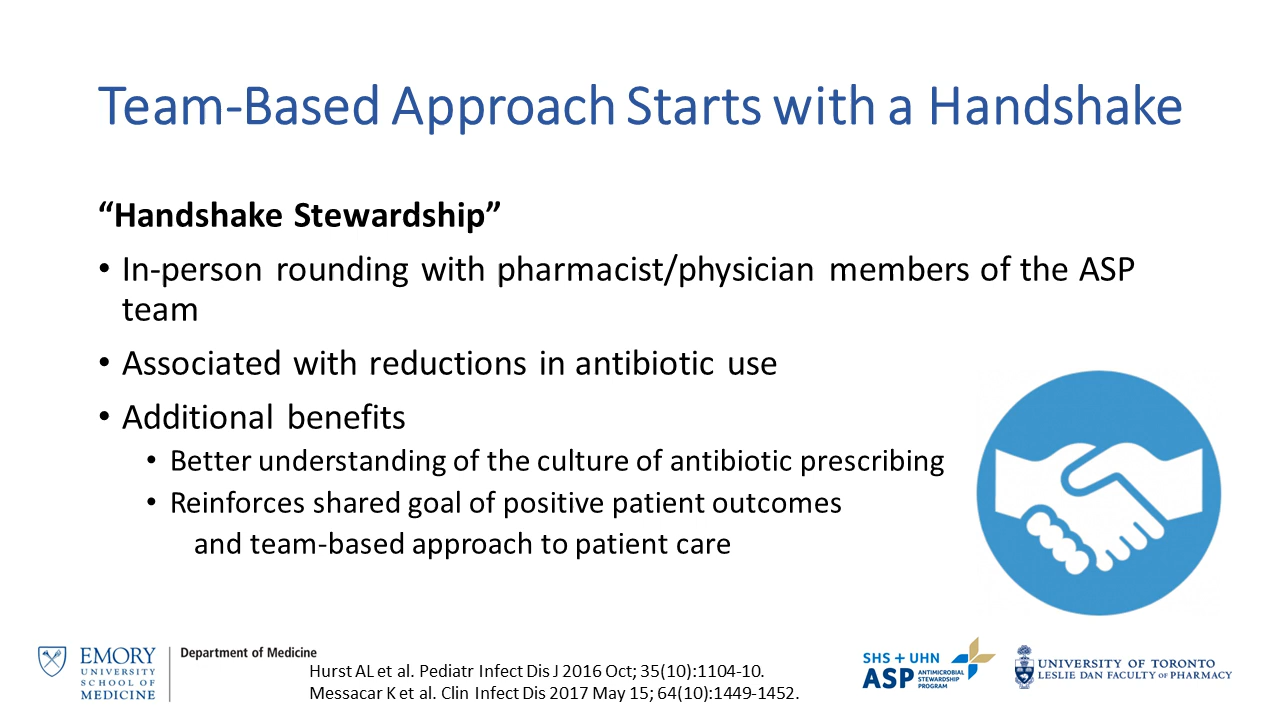 Team-Based Approach Starts with a Handshake
“Handshake Stewardship”
• In-person rounding with pharmacist/physician members of the ASP
team
• Associated with reductions in antibiotic use
• Additional benefits
• Better understanding of the culture of antibiotic prescribing
• Reinforces shared goal of positive patient outcomes
and team-based approach to patient care
EMORY
UNIVERSITY
SCHOOL OF
MEDICINE
Department of Medicine
Hurst AL et al. Pediatr Infect Dis J 2016 Oct; 35(10):1104-10.
Messacar K et al. Clin Infect Dis 2017 May 15; 64(10):1449-1452.
SHS + UHN
ASP
ANTIMICROBIAL
STEWARDSHIP
PROGRAM
UNIVERSITY OF TORONTO
LESLIE DAN FACULTY OF PHARMACY